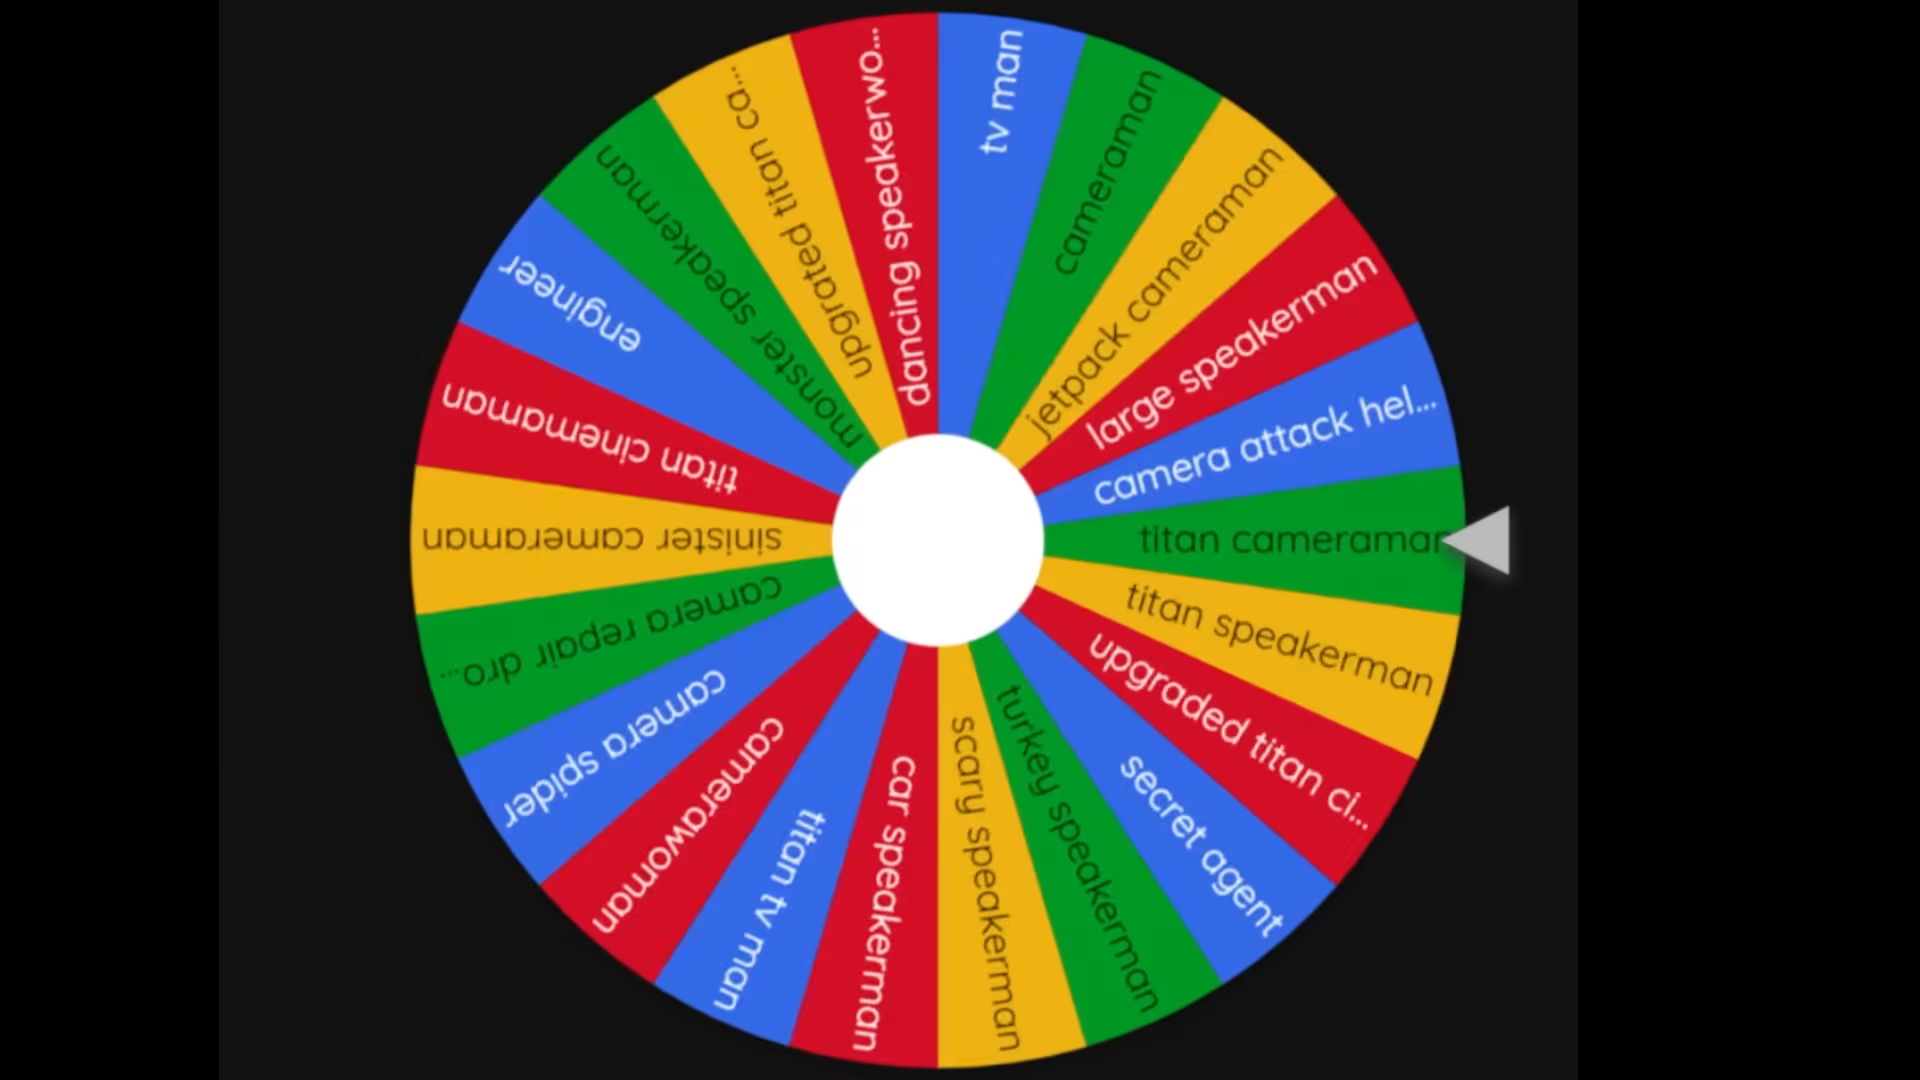 tv man
cameraman
jetpack cameraman
large speakerman
camera attack hel...
titan cameraman
titan speakerman
upgraded titan ci...
secret agent
turkey speakerman
scary speakerman
car speakerman
titan tv man
camerawoman
camera spider
camera repair dro...
sinister cameraman
titan cinemaman
engineer
monster speakerman
upgrated titan ca...
dancing speakerwo...